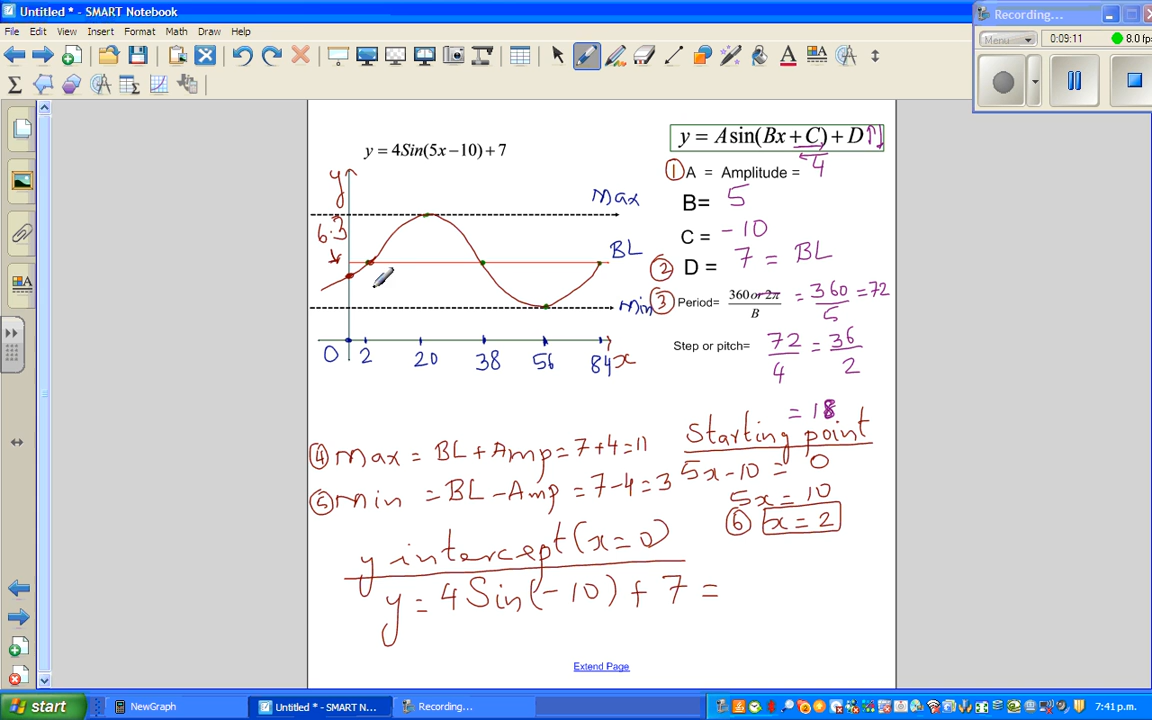 Untitled * - SMART Notebook
File Edit View Insert Format Math Draw Help
Recording...
Menu
0:09:11
8.0 fp
y = 4Sin(5x−10)+7
y = A sin(Bx + C) + D ↑↓
① A = Amplitude = 4
B= 5
C = - 10
② D = 7 = BL
③ Period= 360 or 2π / B = 360/5 = 72
Step or pitch= 72/4 = 36/2
= 18
y
Max
6.3
BL
Min
0 2 20 38 56 84 x
④ Max = BL + Amp = 7+4 = 11
⑤ Min = BL - Amp = 7-4 = 3
Starting point
5x - 10 = 0
5x = 10
⑥ x = 2
y intercept (x=0)
y = 4 Sin(-10) + 7 =
Extend Page
start
NewGraph
Untitled * - SMART N...
Recording...
7:41 p.m.